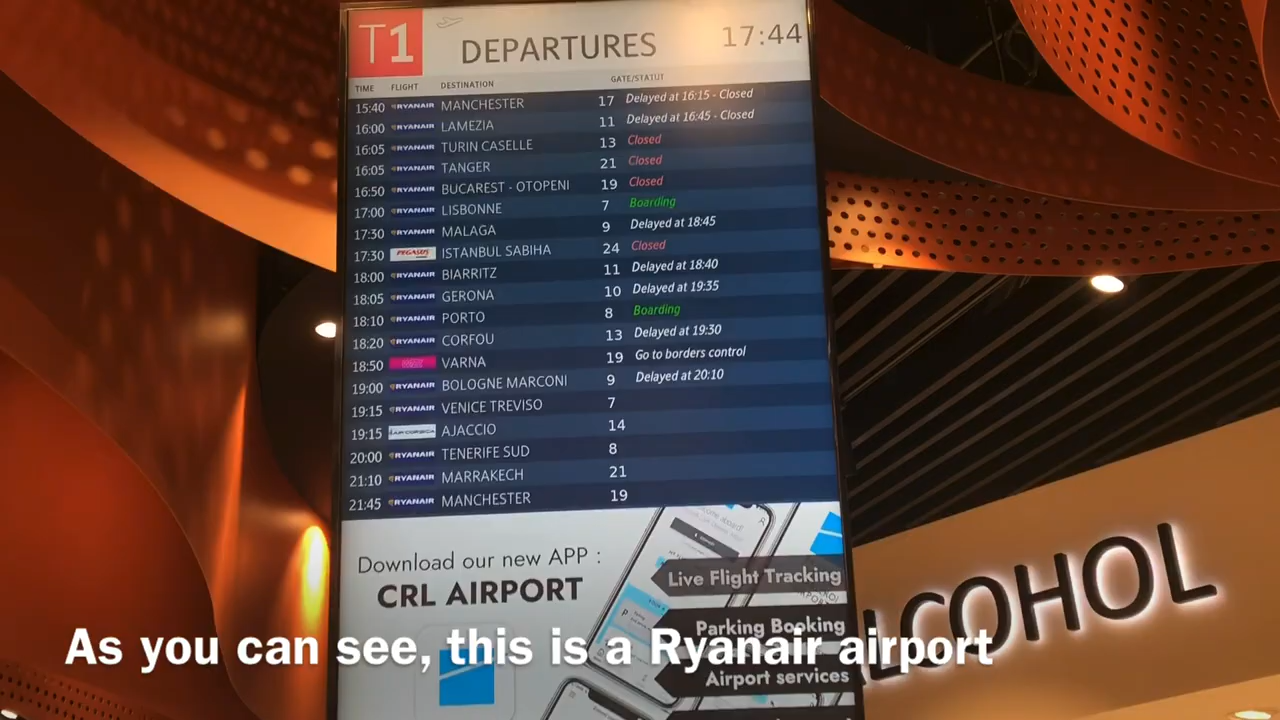 T1 DEPARTURES 17:44
TIME FLIGHT DESTINATION GATE/STATUT
15:40 RYANAIR MANCHESTER 17 Delayed at 16:15 - Closed
16:00 RYANAIR LAMEZIA 11 Delayed at 16:45 - Closed
16:05 RYANAIR TURIN CASELLE 13 Closed
16:05 RYANAIR TANGER 21 Closed
16:50 RYANAIR BUCAREST - OTOPENI 19 Closed
17:00 RYANAIR LISBONNE 7 Boarding
17:30 RYANAIR MALAGA 9 Delayed at 18:45
17:30 PEGASUS ISTANBUL SABIHA 24 Closed
18:00 RYANAIR BIARRITZ 11 Delayed at 18:40
18:05 RYANAIR GERONA 10 Delayed at 19:35
18:10 RYANAIR PORTO 8 Boarding
18:20 RYANAIR CORFOU 13 Delayed at 19:30
18:50 VARNA 19 Go to borders control
19:00 RYANAIR BOLOGNE MARCONI 9 Delayed at 20:10
19:15 RYANAIR VENICE TREVISO 7
19:15 AIR CORSICA AJACCIO 14
20:00 RYANAIR TENERIFE SUD 8
21:10 RYANAIR MARRAKECH 21
21:45 RYANAIR MANCHESTER 19
Download our new APP :
CRL AIRPORT
Live Flight Tracking
Parking Booking
Airport services
ALCOHOL
As you can see, this is a Ryanair airport